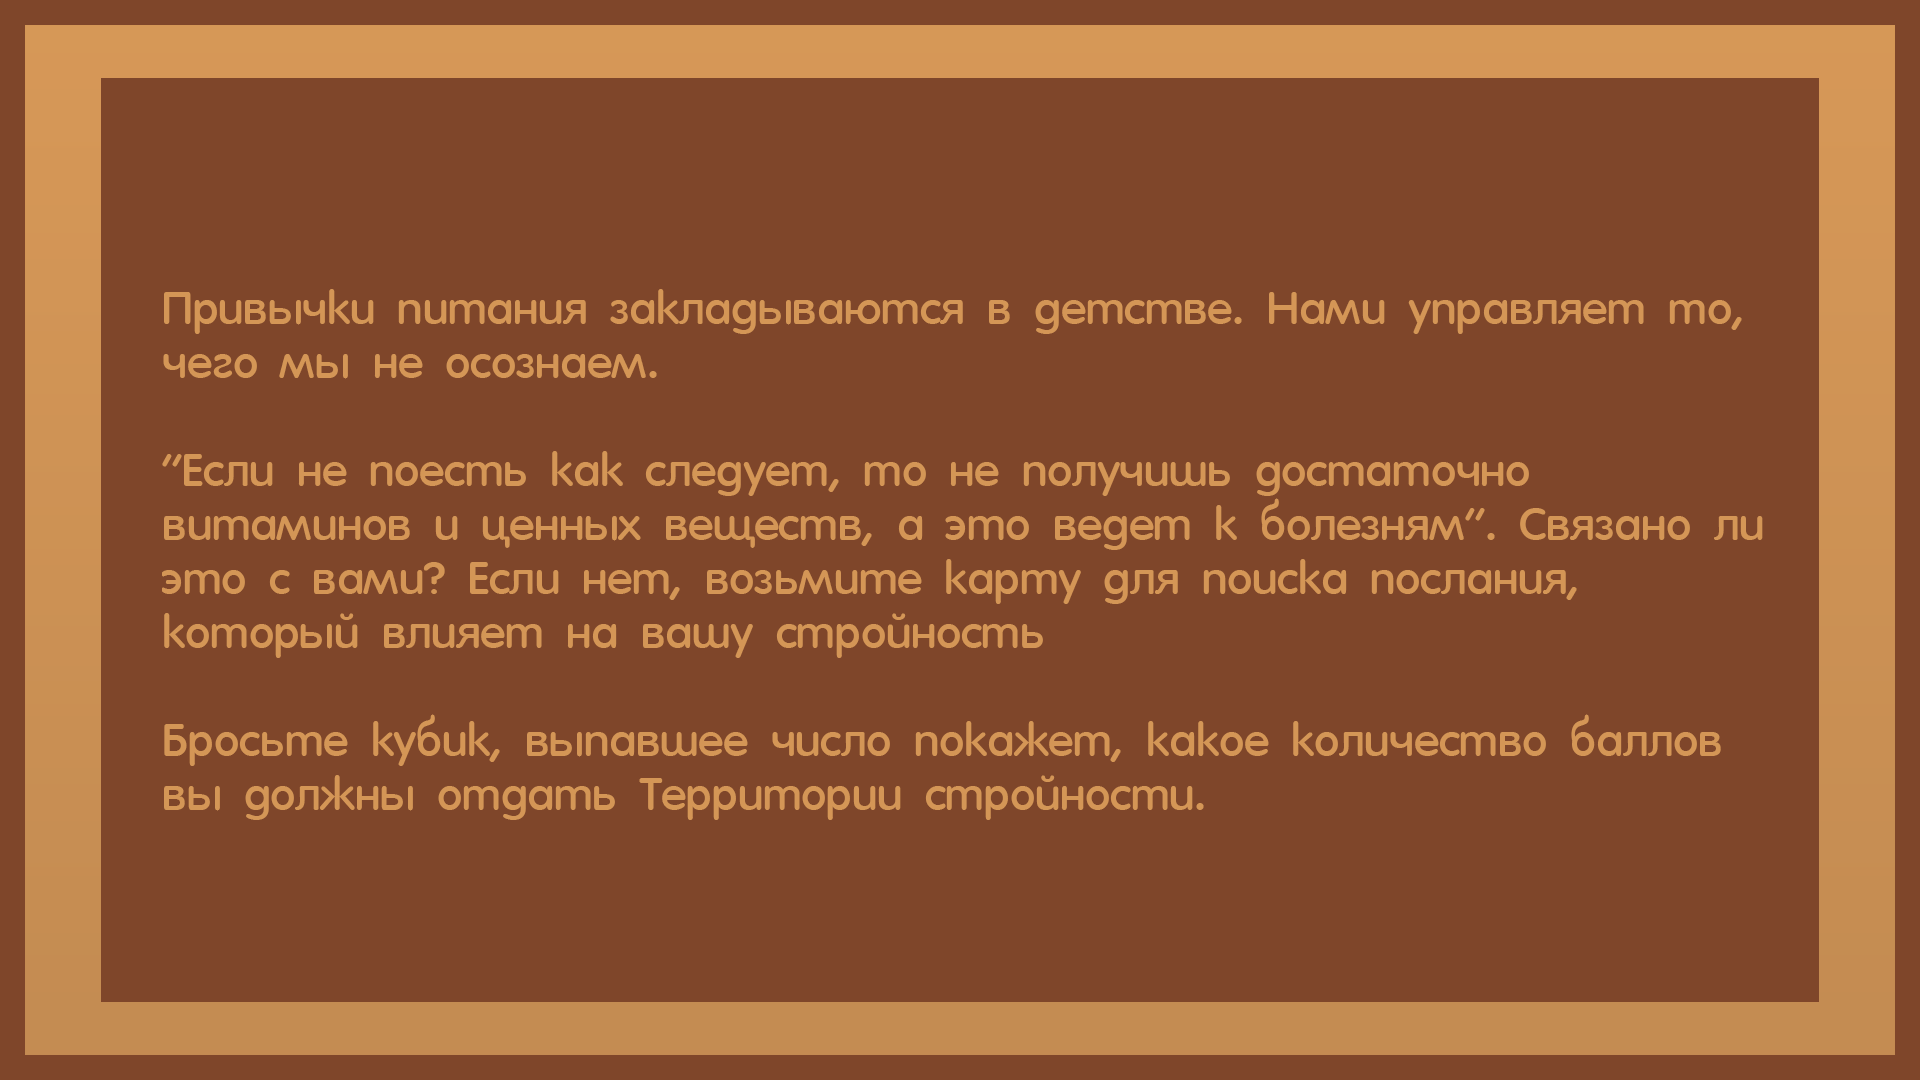 Привычки питания закладываются в детстве. Нами управляет то,
чего мы не осознаем.
"Если не поесть как следует, то не получишь достаточно
витаминов и ценных веществ, а это ведет к болезням". Связано ли
это с вами? Если нет, возьмите карту для поиска послания,
который влияет на вашу стройность
Бросьте кубик, выпавшее число покажет, какое количество баллов
вы должны отдать Территории стройности.